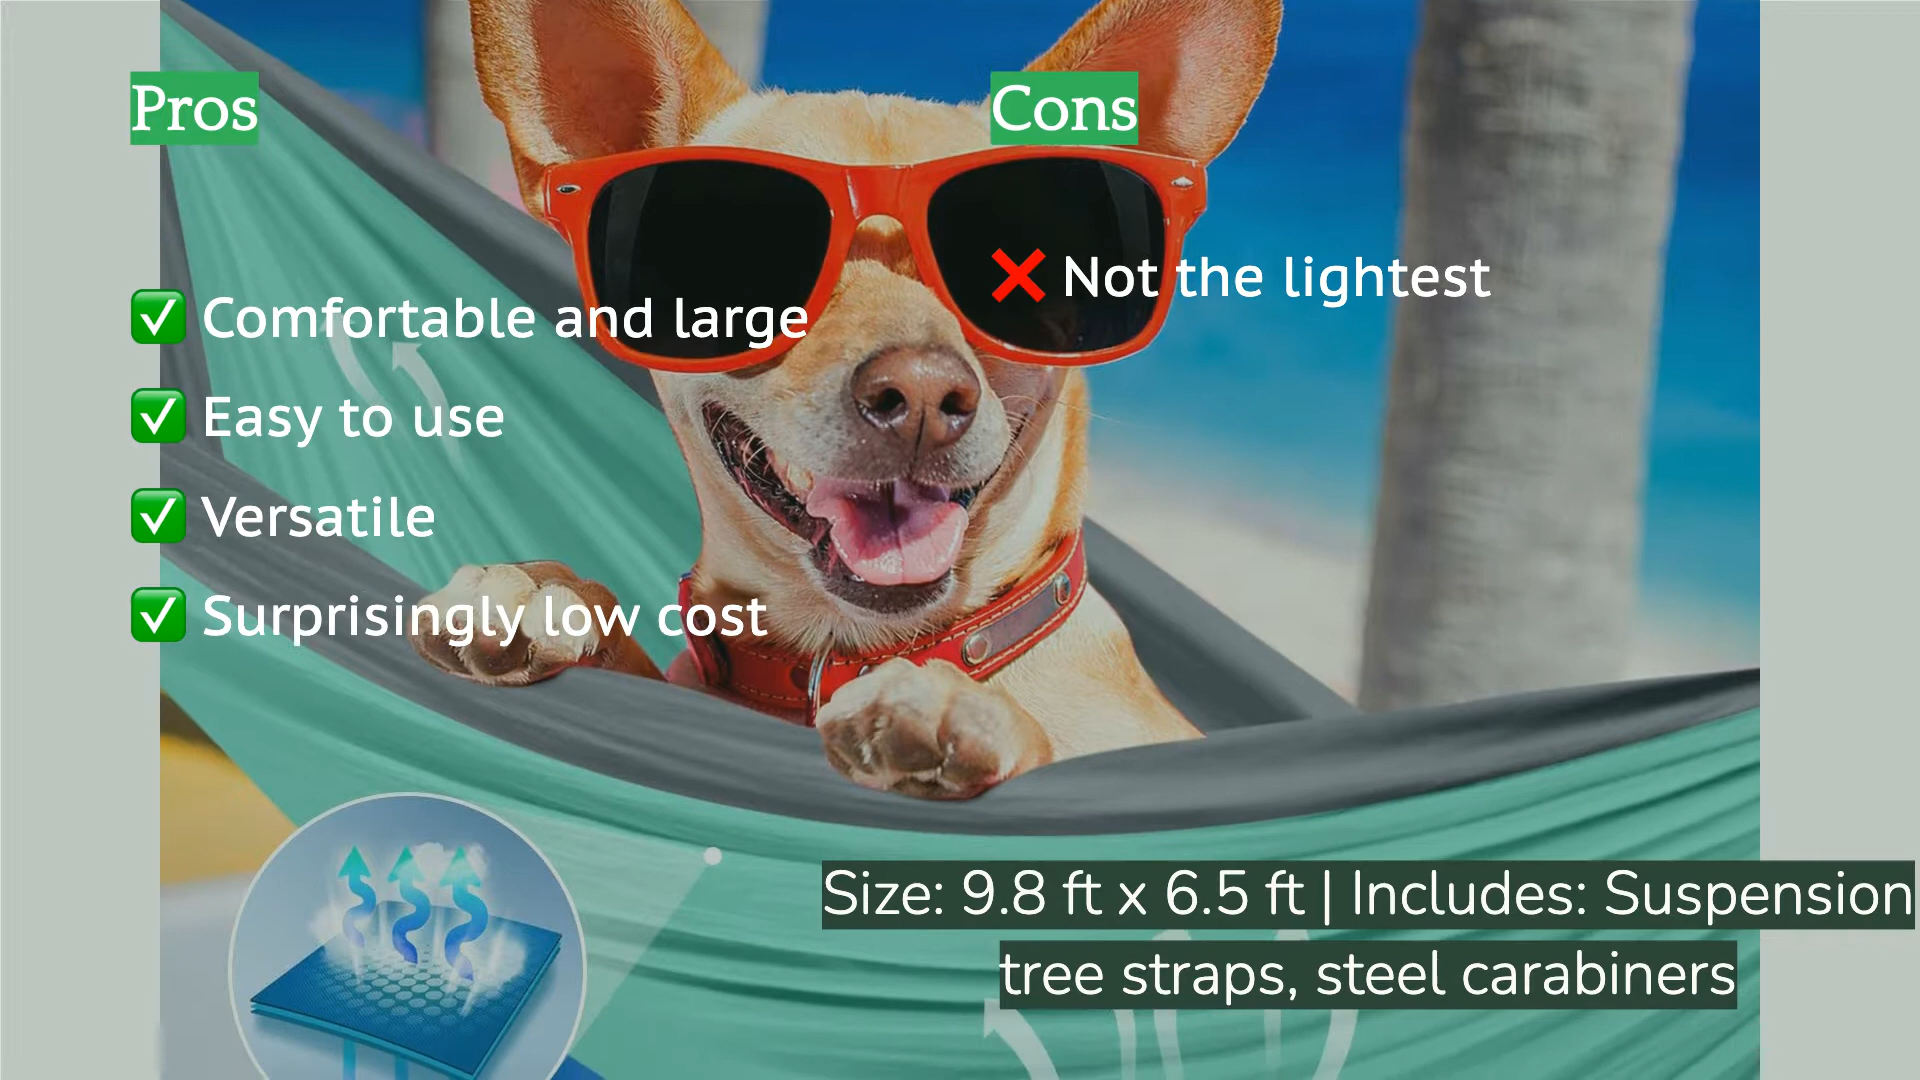 Pros
Comfortable and large
Easy to use
Versatile
Surprisingly low cost
Cons
Not the lightest
Size: 9.8 ft x 6.5 ft | Includes: Suspension
tree straps, steel carabiners